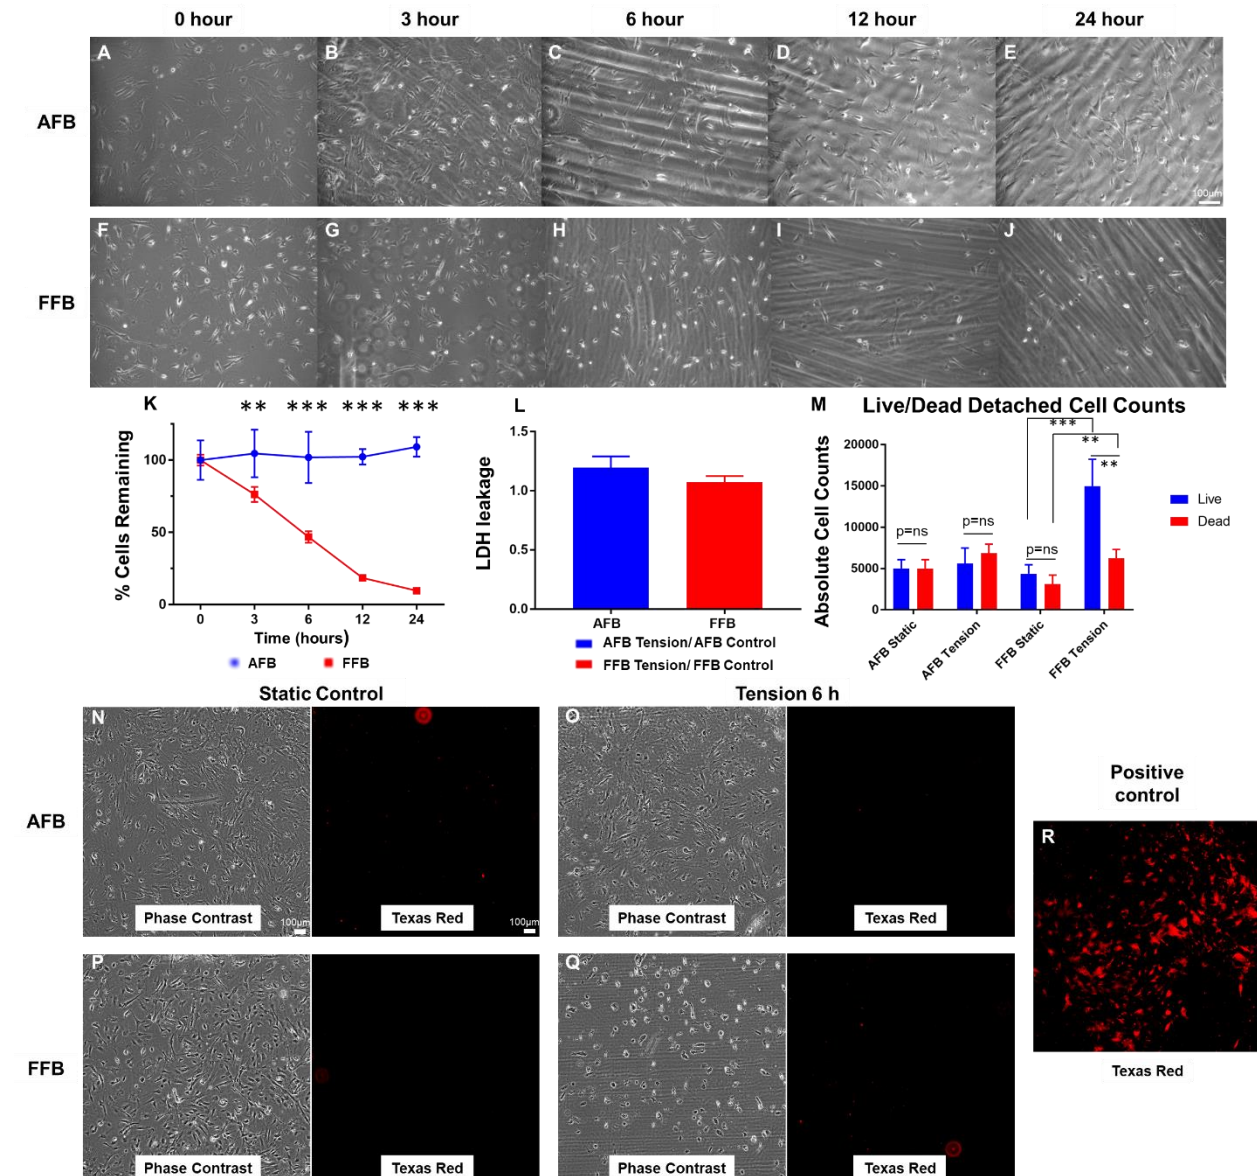 0 hour 3 hour 6 hour 12 hour 24 hour
A B C D E
AFB
100μm
F G H I J
FFB
K ** *** *** ***
% Cells Remaining
100
50
0
0 3 6 12 24
Time (hours)
AFB FFB
L
LDH leakage
1.5
1.0
0.5
0.0
AFB FFB
AFB Tension/ AFB Control
FFB Tension/ FFB Control
M Live/Dead Detached Cell Counts
Absolute Cell Counts
20000
15000
10000
5000
0
***
**
**
p=ns
p=ns
p=ns
AFB Static
AFB Tension
FFB Static
FFB Tension
Live
Dead
Static Control Tension 6 h
N O
AFB
Phase Contrast 100μm Texas Red 100μm Phase Contrast Texas Red
Positive
control
R
Texas Red
P Q
FFB
Phase Contrast Texas Red Phase Contrast Texas Red